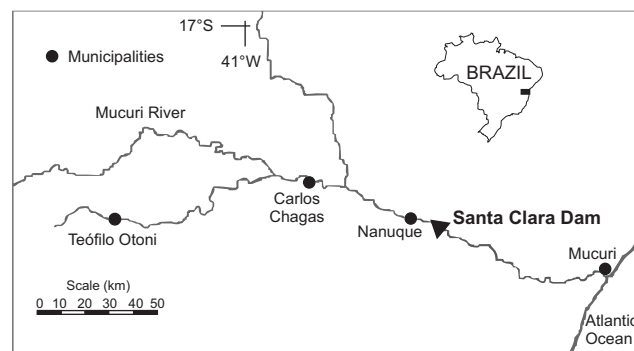 17°S
41°W
Municipalities
BRAZIL
Mucuri River
Carlos
Chagas
Santa Clara Dam
Teófilo Otoni
Nanuque
Mucuri
Scale (km)
0 10 20 30 40 50
Atlantic
Ocean